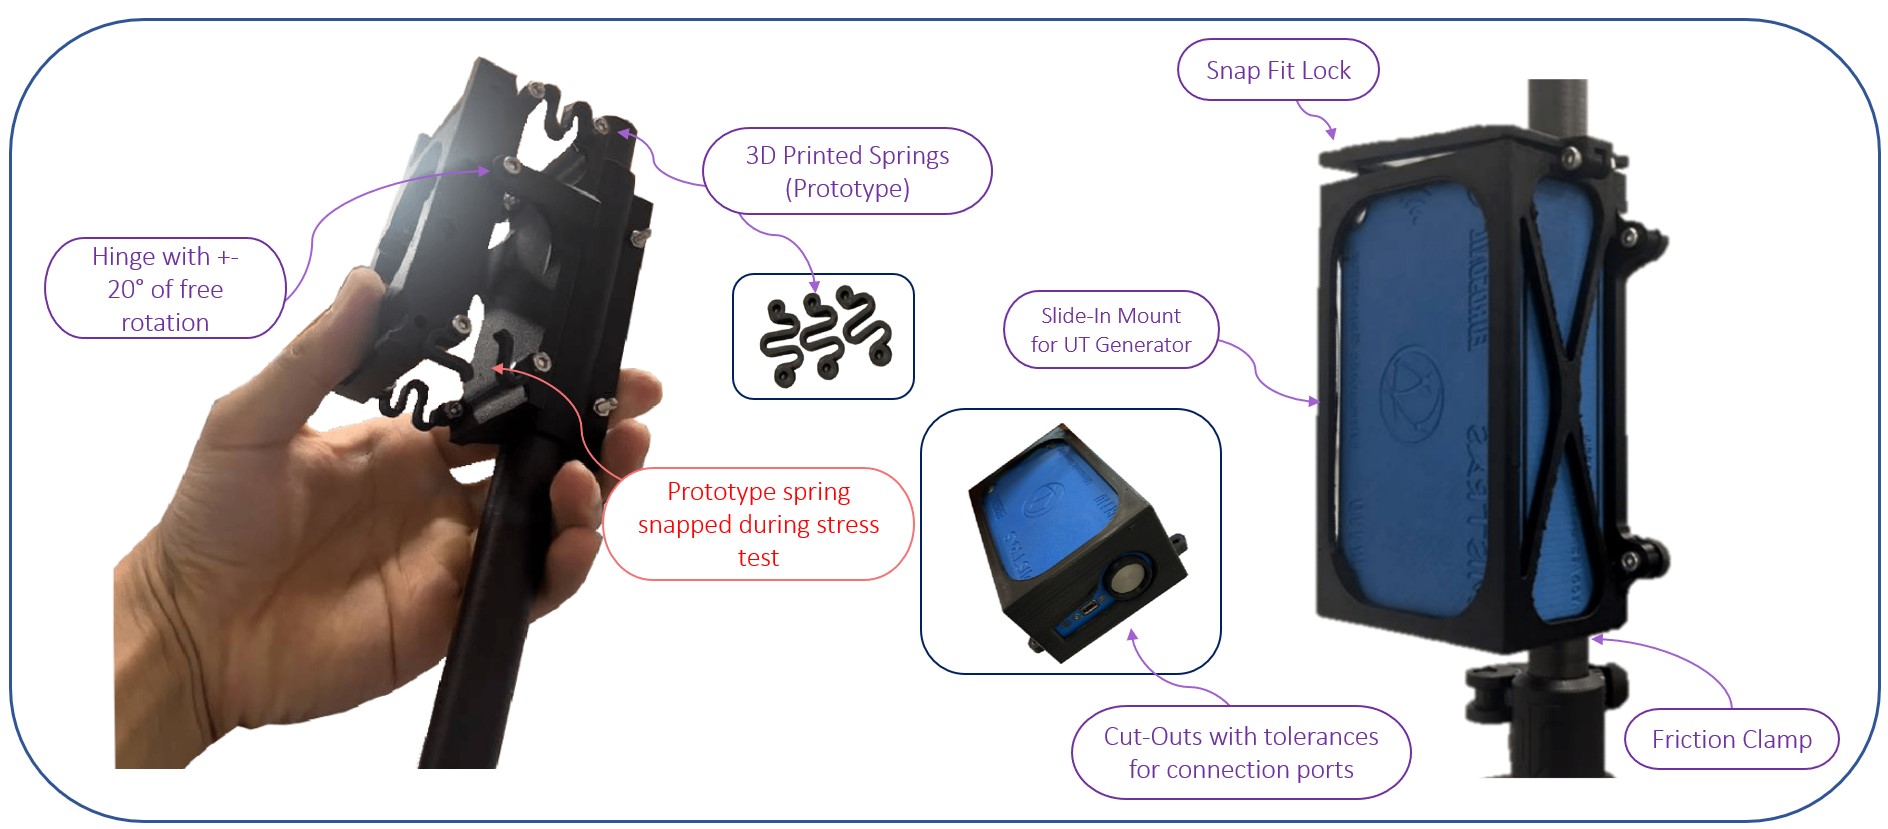 Snap Fit Lock
3D Printed Springs
(Prototype)
Hinge with +-
20° of free
rotation
Slide-In Mount
for UT Generator
Prototype spring
snapped during stress
test
Cut-Outs with tolerances
for connection ports
Friction Clamp